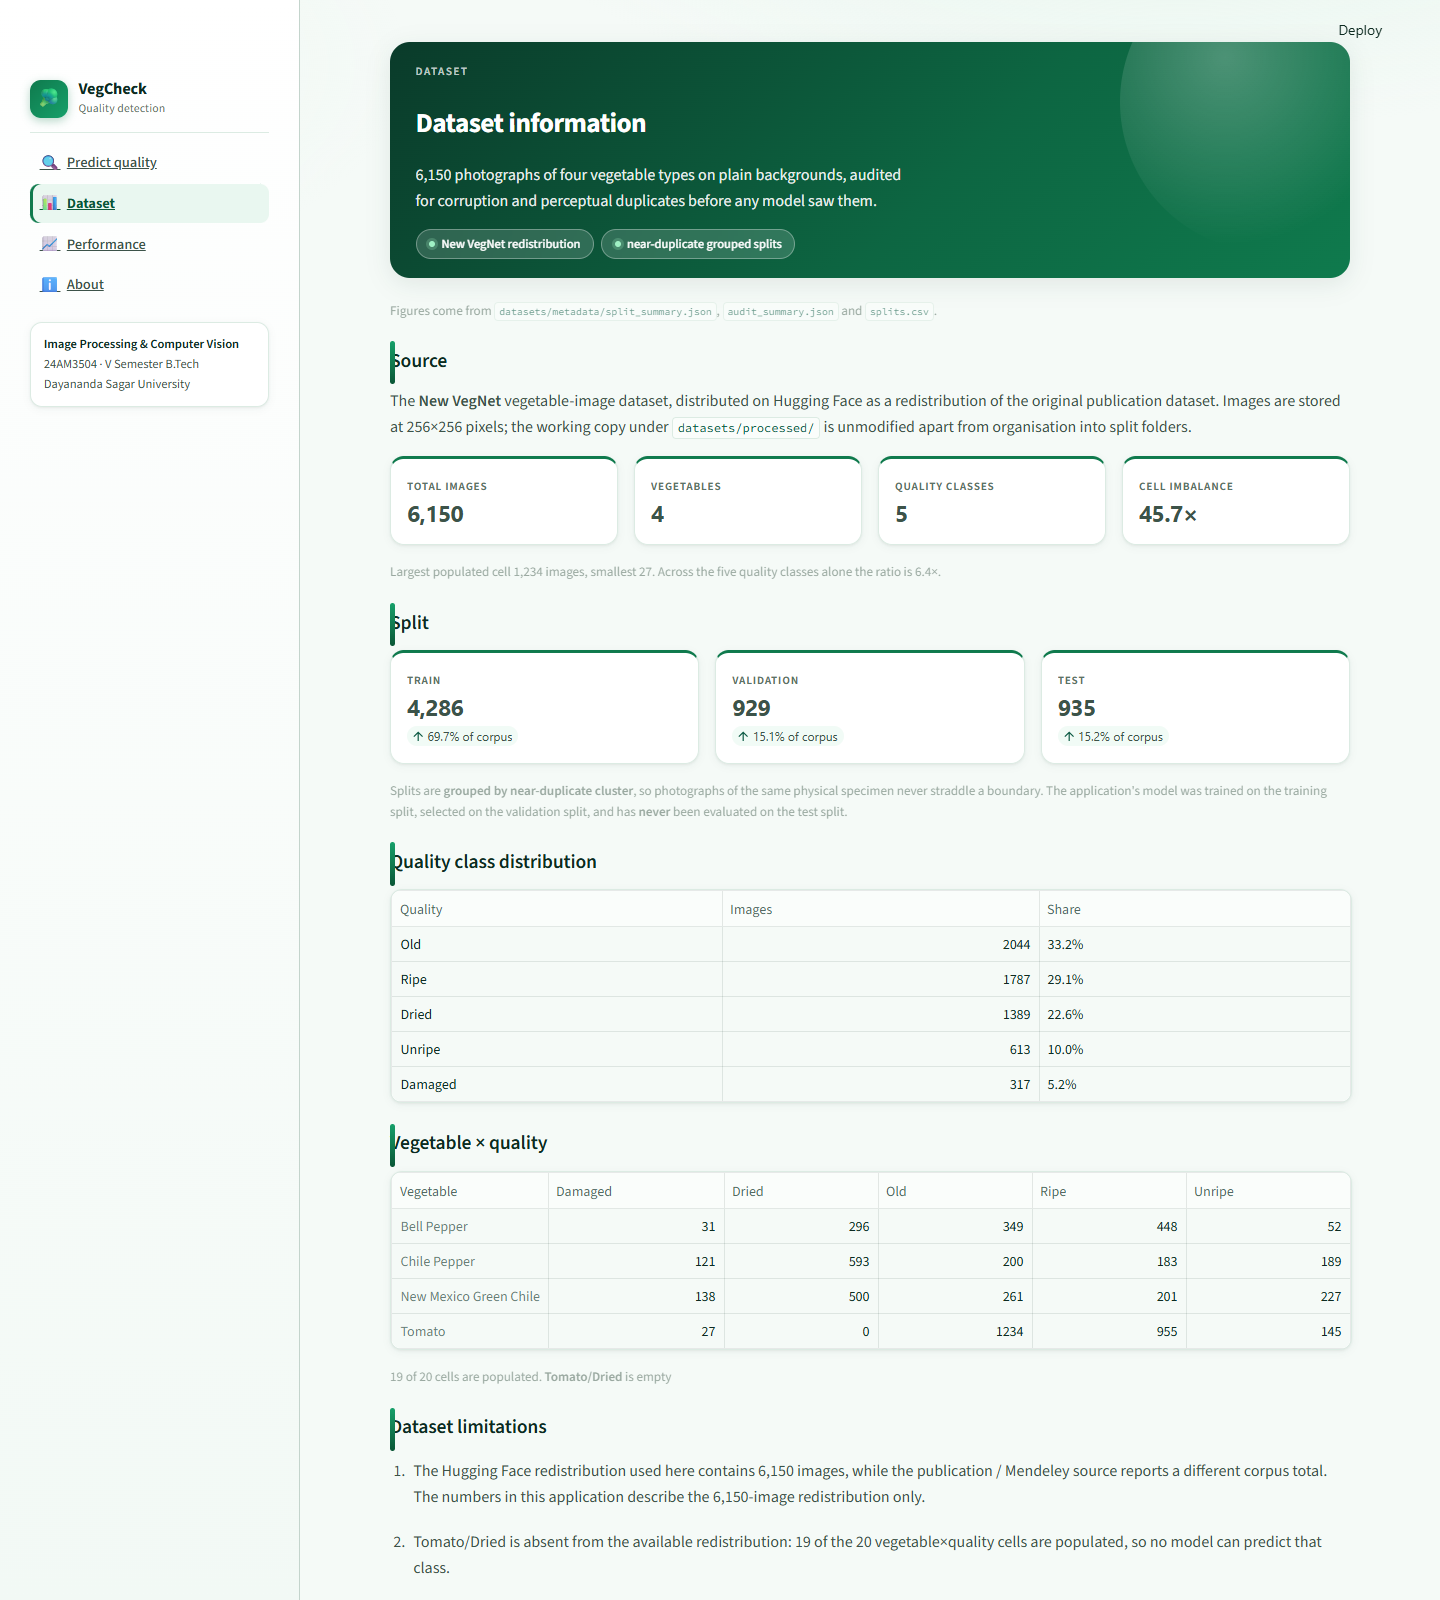 Deploy
VegCheck
Quality detection
Predict quality
Dataset
Performance
About
Image Processing & Computer Vision
24AM3504 · V Semester B.Tech
Dayananda Sagar University
DATASET
Dataset information
6,150 photographs of four vegetable types on plain backgrounds, audited
for corruption and perceptual duplicates before any model saw them.
New VegNet redistribution near-duplicate grouped splits
Figures come from datasets/metadata/split_summary.json, audit_summary.json and splits.csv.
Source
The New VegNet vegetable-image dataset, distributed on Hugging Face as a redistribution of the original publication dataset. Images are stored
at 256×256 pixels; the working copy under datasets/processed/ is unmodified apart from organisation into split folders.
TOTAL IMAGES VEGETABLES QUALITY CLASSES CELL IMBALANCE
6,150 4 5 45.7×
Largest populated cell 1,234 images, smallest 27. Across the five quality classes alone the ratio is 6.4×.
Split
TRAIN VALIDATION TEST
4,286 929 935
↑ 69.7% of corpus ↑ 15.1% of corpus ↑ 15.2% of corpus
Splits are grouped by near-duplicate cluster, so photographs of the same physical specimen never straddle a boundary. The application's model was trained on the training
split, selected on the validation split, and has never been evaluated on the test split.
Quality class distribution
Quality Images Share
Old 2044 33.2%
Ripe 1787 29.1%
Dried 1389 22.6%
Unripe 613 10.0%
Damaged 317 5.2%
Vegetable × quality
Vegetable Damaged Dried Old Ripe Unripe
Bell Pepper 31 296 349 448 52
Chile Pepper 121 593 200 183 189
New Mexico Green Chile 138 500 261 201 227
Tomato 27 0 1234 955 145
19 of 20 cells are populated. Tomato/Dried is empty
Dataset limitations
1. The Hugging Face redistribution used here contains 6,150 images, while the publication / Mendeley source reports a different corpus total.
The numbers in this application describe the 6,150-image redistribution only.
2. Tomato/Dried is absent from the available redistribution: 19 of the 20 vegetable×quality cells are populated, so no model can predict that
class.